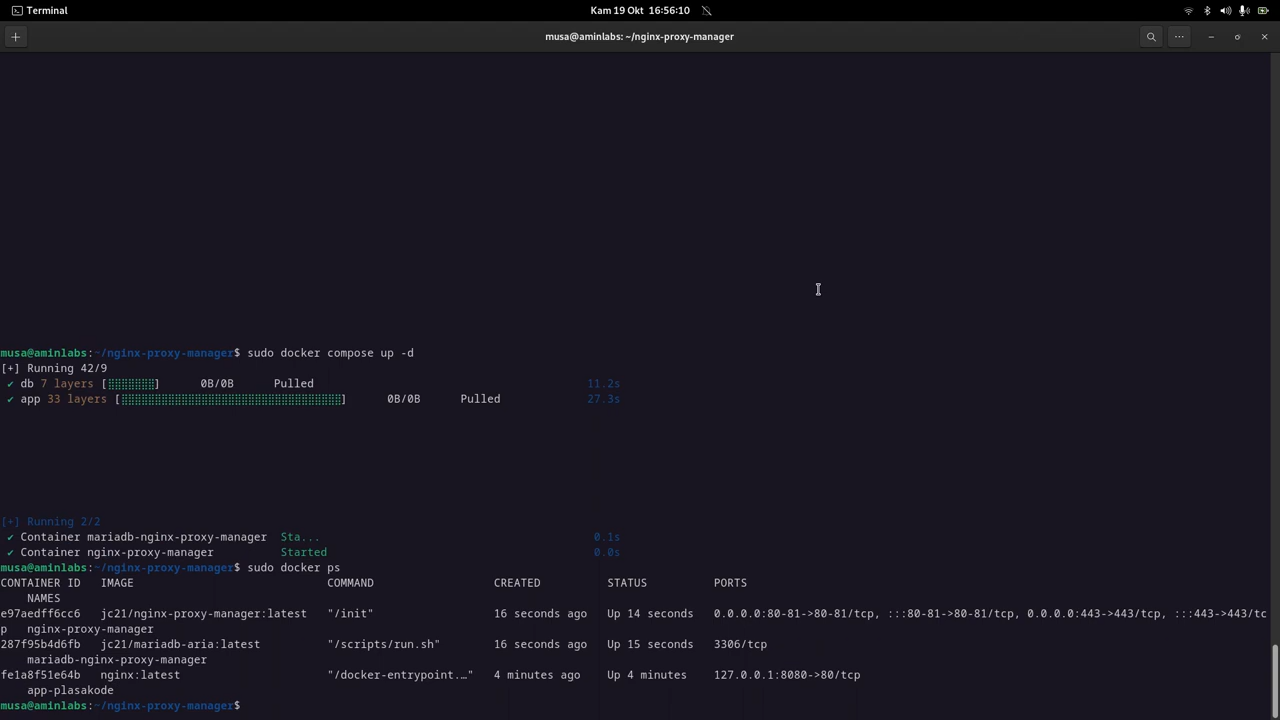 Terminal
Kam 19 Okt 16:56:10
musa@aminlabs: ~/nginx-proxy-manager
musa@aminlabs:~/nginx-proxy-manager$ sudo docker compose up -d
[+] Running 42/9
✔ db 7 layers [⣿⣿⣿⣿⣿⣿⣿] 0B/0B Pulled 11.2s
✔ app 33 layers [⣿⣿⣿⣿⣿⣿⣿⣿⣿⣿⣿⣿⣿⣿⣿⣿⣿⣿⣿⣿⣿⣿⣿⣿⣿⣿⣿⣿⣿⣿⣿⣿⣿] 0B/0B Pulled 27.3s
[+] Running 2/2
✔ Container mariadb-nginx-proxy-manager Sta... 0.1s
✔ Container nginx-proxy-manager Started 0.0s
musa@aminlabs:~/nginx-proxy-manager$ sudo docker ps
CONTAINER ID IMAGE COMMAND CREATED STATUS PORTS
NAMES
e97aedff6cc6 jc21/nginx-proxy-manager:latest "/init" 16 seconds ago Up 14 seconds 0.0.0.0:80-81->80-81/tcp, :::80-81->80-81/tcp, 0.0.0.0:443->443/tcp, :::443->443/tc
p nginx-proxy-manager
287f95b4d6fb jc21/mariadb-aria:latest "/scripts/run.sh" 16 seconds ago Up 15 seconds 3306/tcp
mariadb-nginx-proxy-manager
fe1a8f51e64b nginx:latest "/docker-entrypoint.…" 4 minutes ago Up 4 minutes 127.0.0.1:8080->80/tcp
app-plasakode
musa@aminlabs:~/nginx-proxy-manager$